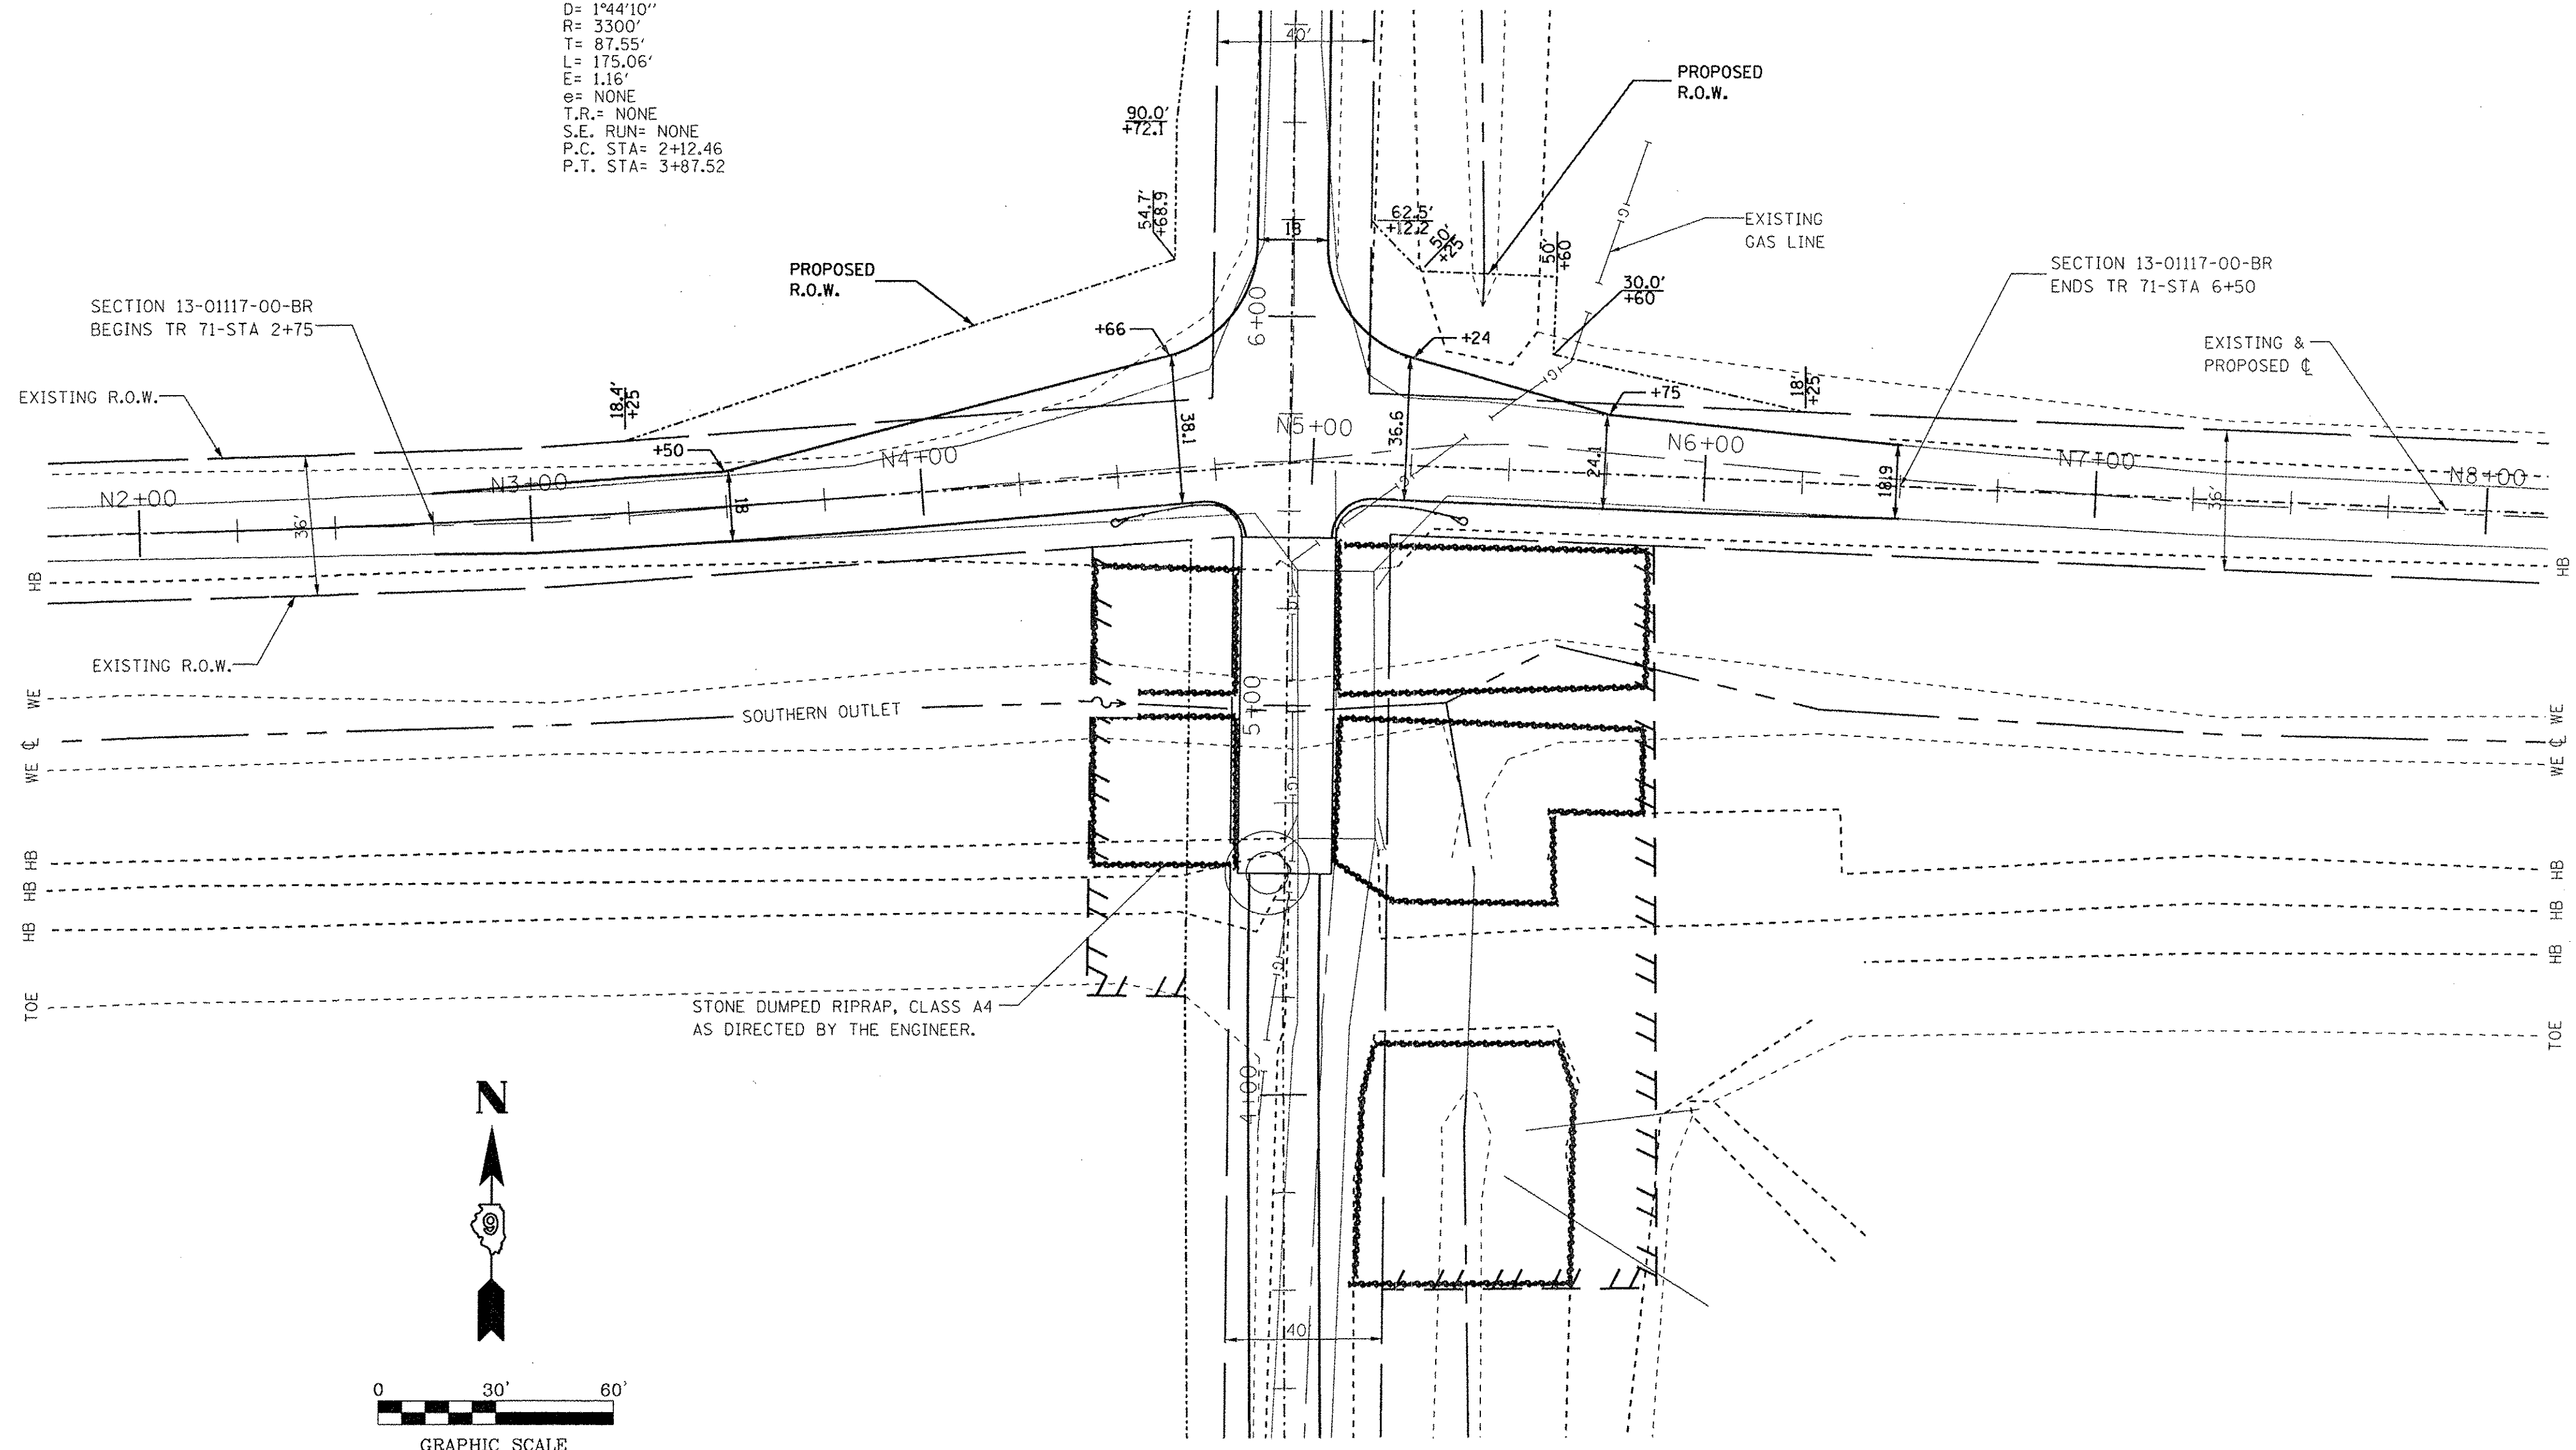 D= 1°44'10''
R= 3300'
T= 87.55'
L= 175.06'
E= 1.16'
e= NONE
T.R.= NONE
S.E. RUN= NONE
P.C. STA= 2+12.46
P.T. STA= 3+87.52
40'
PROPOSED
R.O.W.
90.0'
+72.1
54.7'
+68.9
62.5'
+12.2
50'
+25
50'
+60
30.0'
+60
18
EXISTING
GAS LINE
G
SECTION 13-01117-00-BR
ENDS TR 71-STA 6+50
PROPOSED
R.O.W.
SECTION 13-01117-00-BR
BEGINS TR 71-STA 2+75
EXISTING &
PROPOSED ℄
EXISTING R.O.W.
18.4'
+25
+66
6+00
+24
G
18'
+25
+75
+50
38.1
36.6
24.1
18.9
18
36'
36'
N2+00
N3+00
N4+00
N5+00
N6+00
N7+00
N8+00
G
HB
HB
EXISTING R.O.W.
G
WE
WE
SOUTHERN OUTLET
5+00
℄
℄
WE
WE
G
HB
HB
HB
HB
HB
HB
G
TOE
TOE
STONE DUMPED RIPRAP, CLASS A4
AS DIRECTED BY THE ENGINEER.
4+00
N
9
40'
0 30' 60'
GRAPHIC SCALE